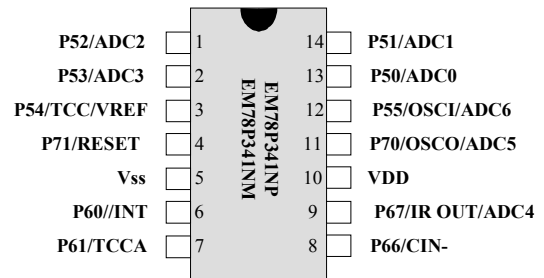 P52/ADC2 1 14 P51/ADC1
P53/ADC3 2 13 P50/ADC0
P54/TCC/VREF 3 12 P55/OSCI/ADC6
P71/RESET 4 11 P70/OSCO/ADC5
Vss 5 10 VDD
P60//INT 6 9 P67/IR OUT/ADC4
P61/TCCA 7 8 P66/CIN-
EM78P341NP
EM78P341NM